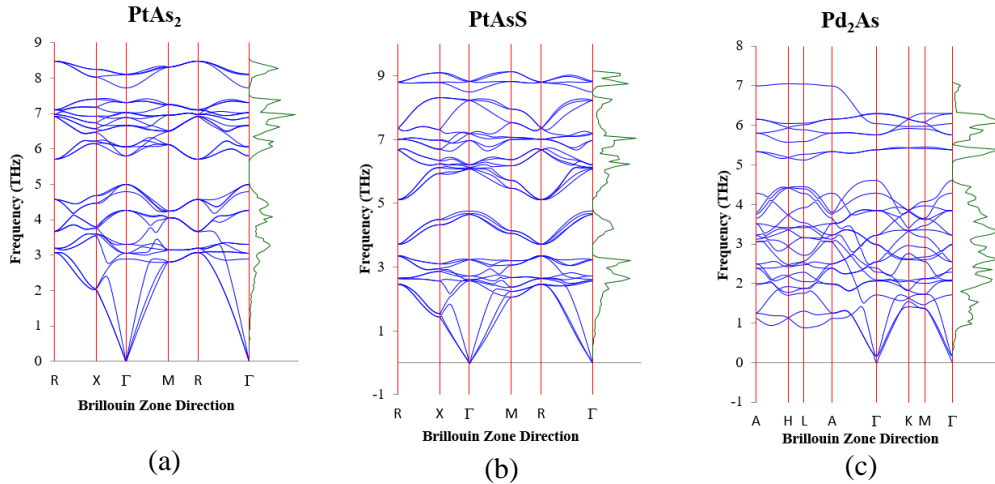 PtAs₂
Frequency (THz)
9
8
7
6
5
4
3
2
1
0
R X Γ M R Γ
Brillouin Zone Direction
(a)
PtAsS
Frequency (THz)
9
7
5
3
1
-1
R X Γ M R Γ
Brillouin Zone Direction
(b)
Pd₂As
Frequency (THz)
8
7
6
5
4
3
2
1
0
-1
A H L A Γ K M Γ
Brillouin Zone Direction
(c)